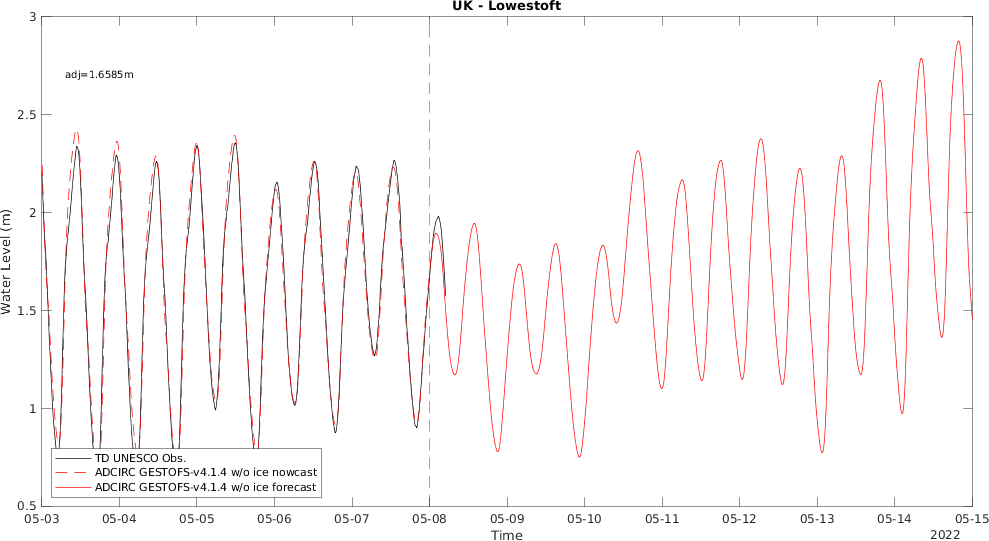 UK - Lowestoft
3
adj=1.6585m
2.5
2
Water Level (m)
1.5
1
TD UNESCO Obs.
ADCIRC GESTOFS-v4.1.4 w/o ice nowcast
ADCIRC GESTOFS-v4.1.4 w/o ice forecast
0.5
05-03 05-04 05-05 05-06 05-07 05-08 05-09 05-10 05-11 05-12 05-13 05-14 05-15
Time
2022